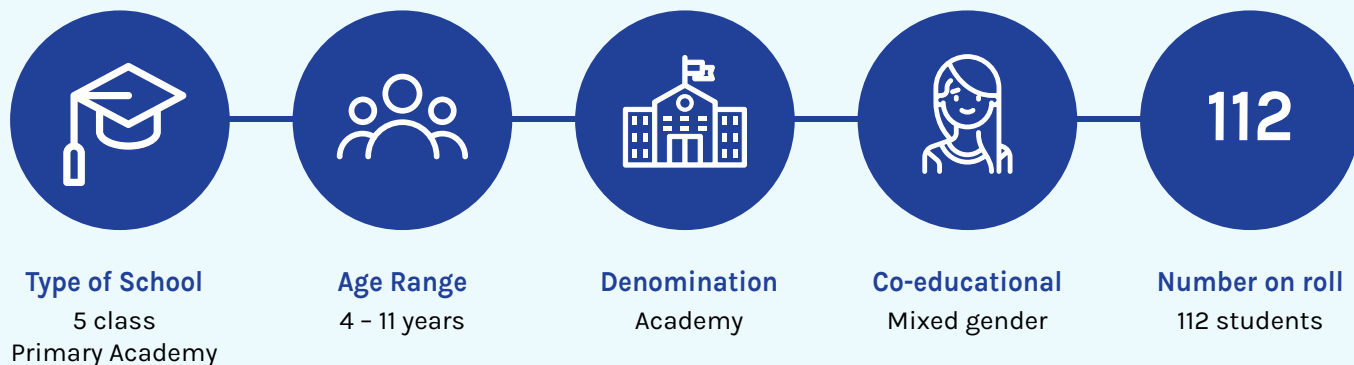 112
Type of School
5 class
Primary Academy
Age Range
4 – 11 years
Denomination
Academy
Co-educational
Mixed gender
Number on roll
112 students